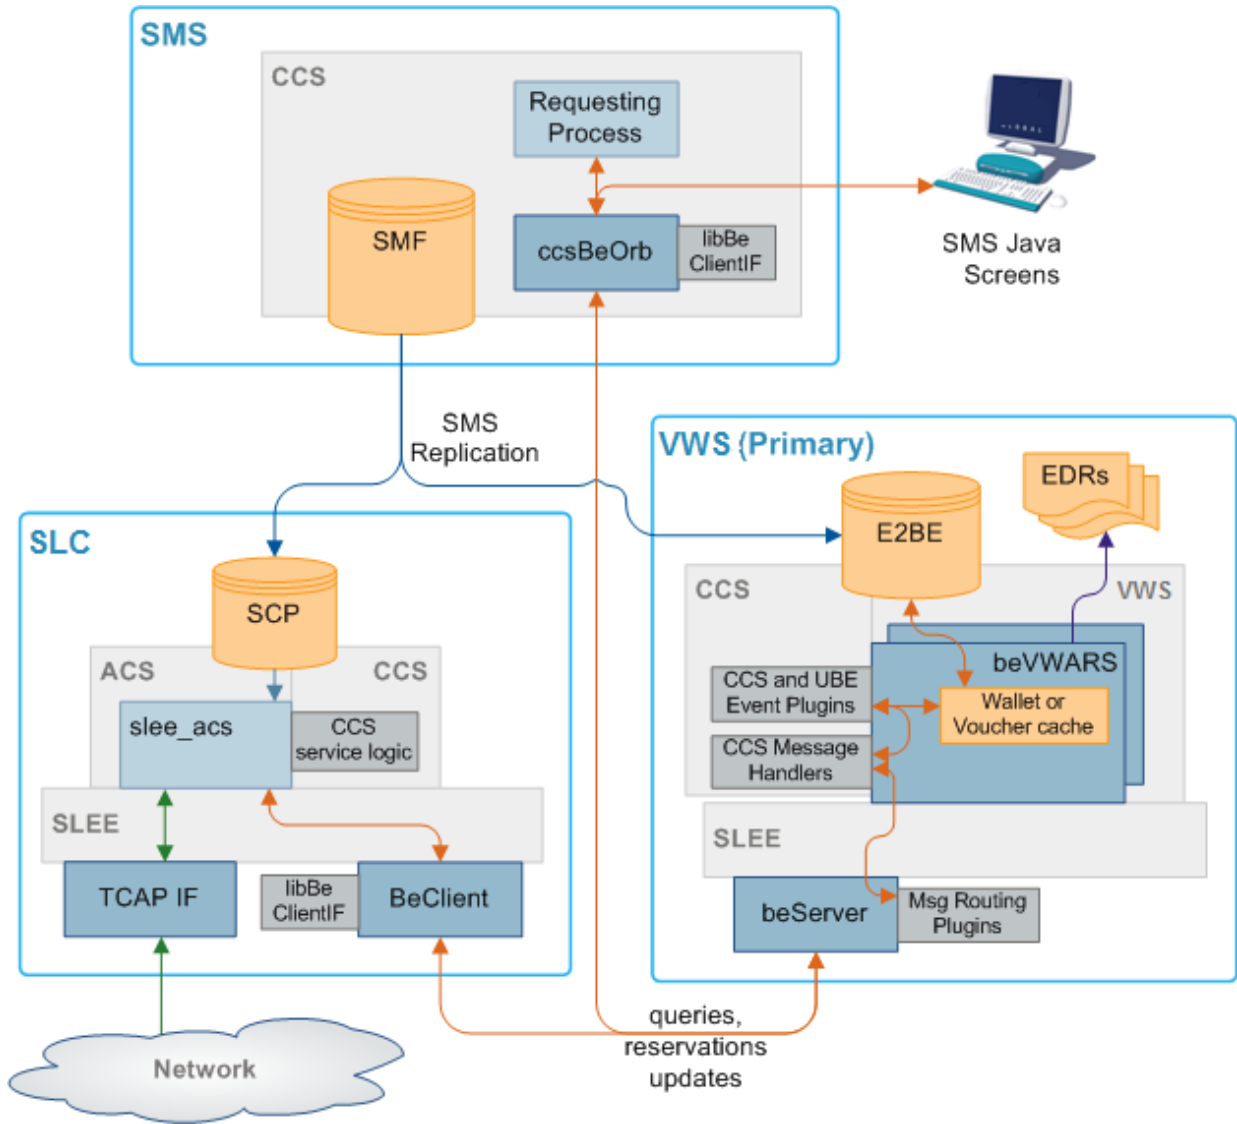 SMS
CCS
Requesting
Process
SMF
ccsBeOrb
libBe
ClientIF
SMS Java
Screens
SMS
Replication
VWS (Primary)
EDRs
E2BE
CCS
VWS
beVWARS
CCS and UBE
Event Plugins
Wallet or
Voucher cache
CCS Message
Handlers
SLEE
beServer
Msg Routing
Plugins
SLC
SCP
ACS
CCS
slee_acs
CCS
service logic
SLEE
TCAP IF
libBe
ClientIF
BeClient
queries,
reservations
updates
Network